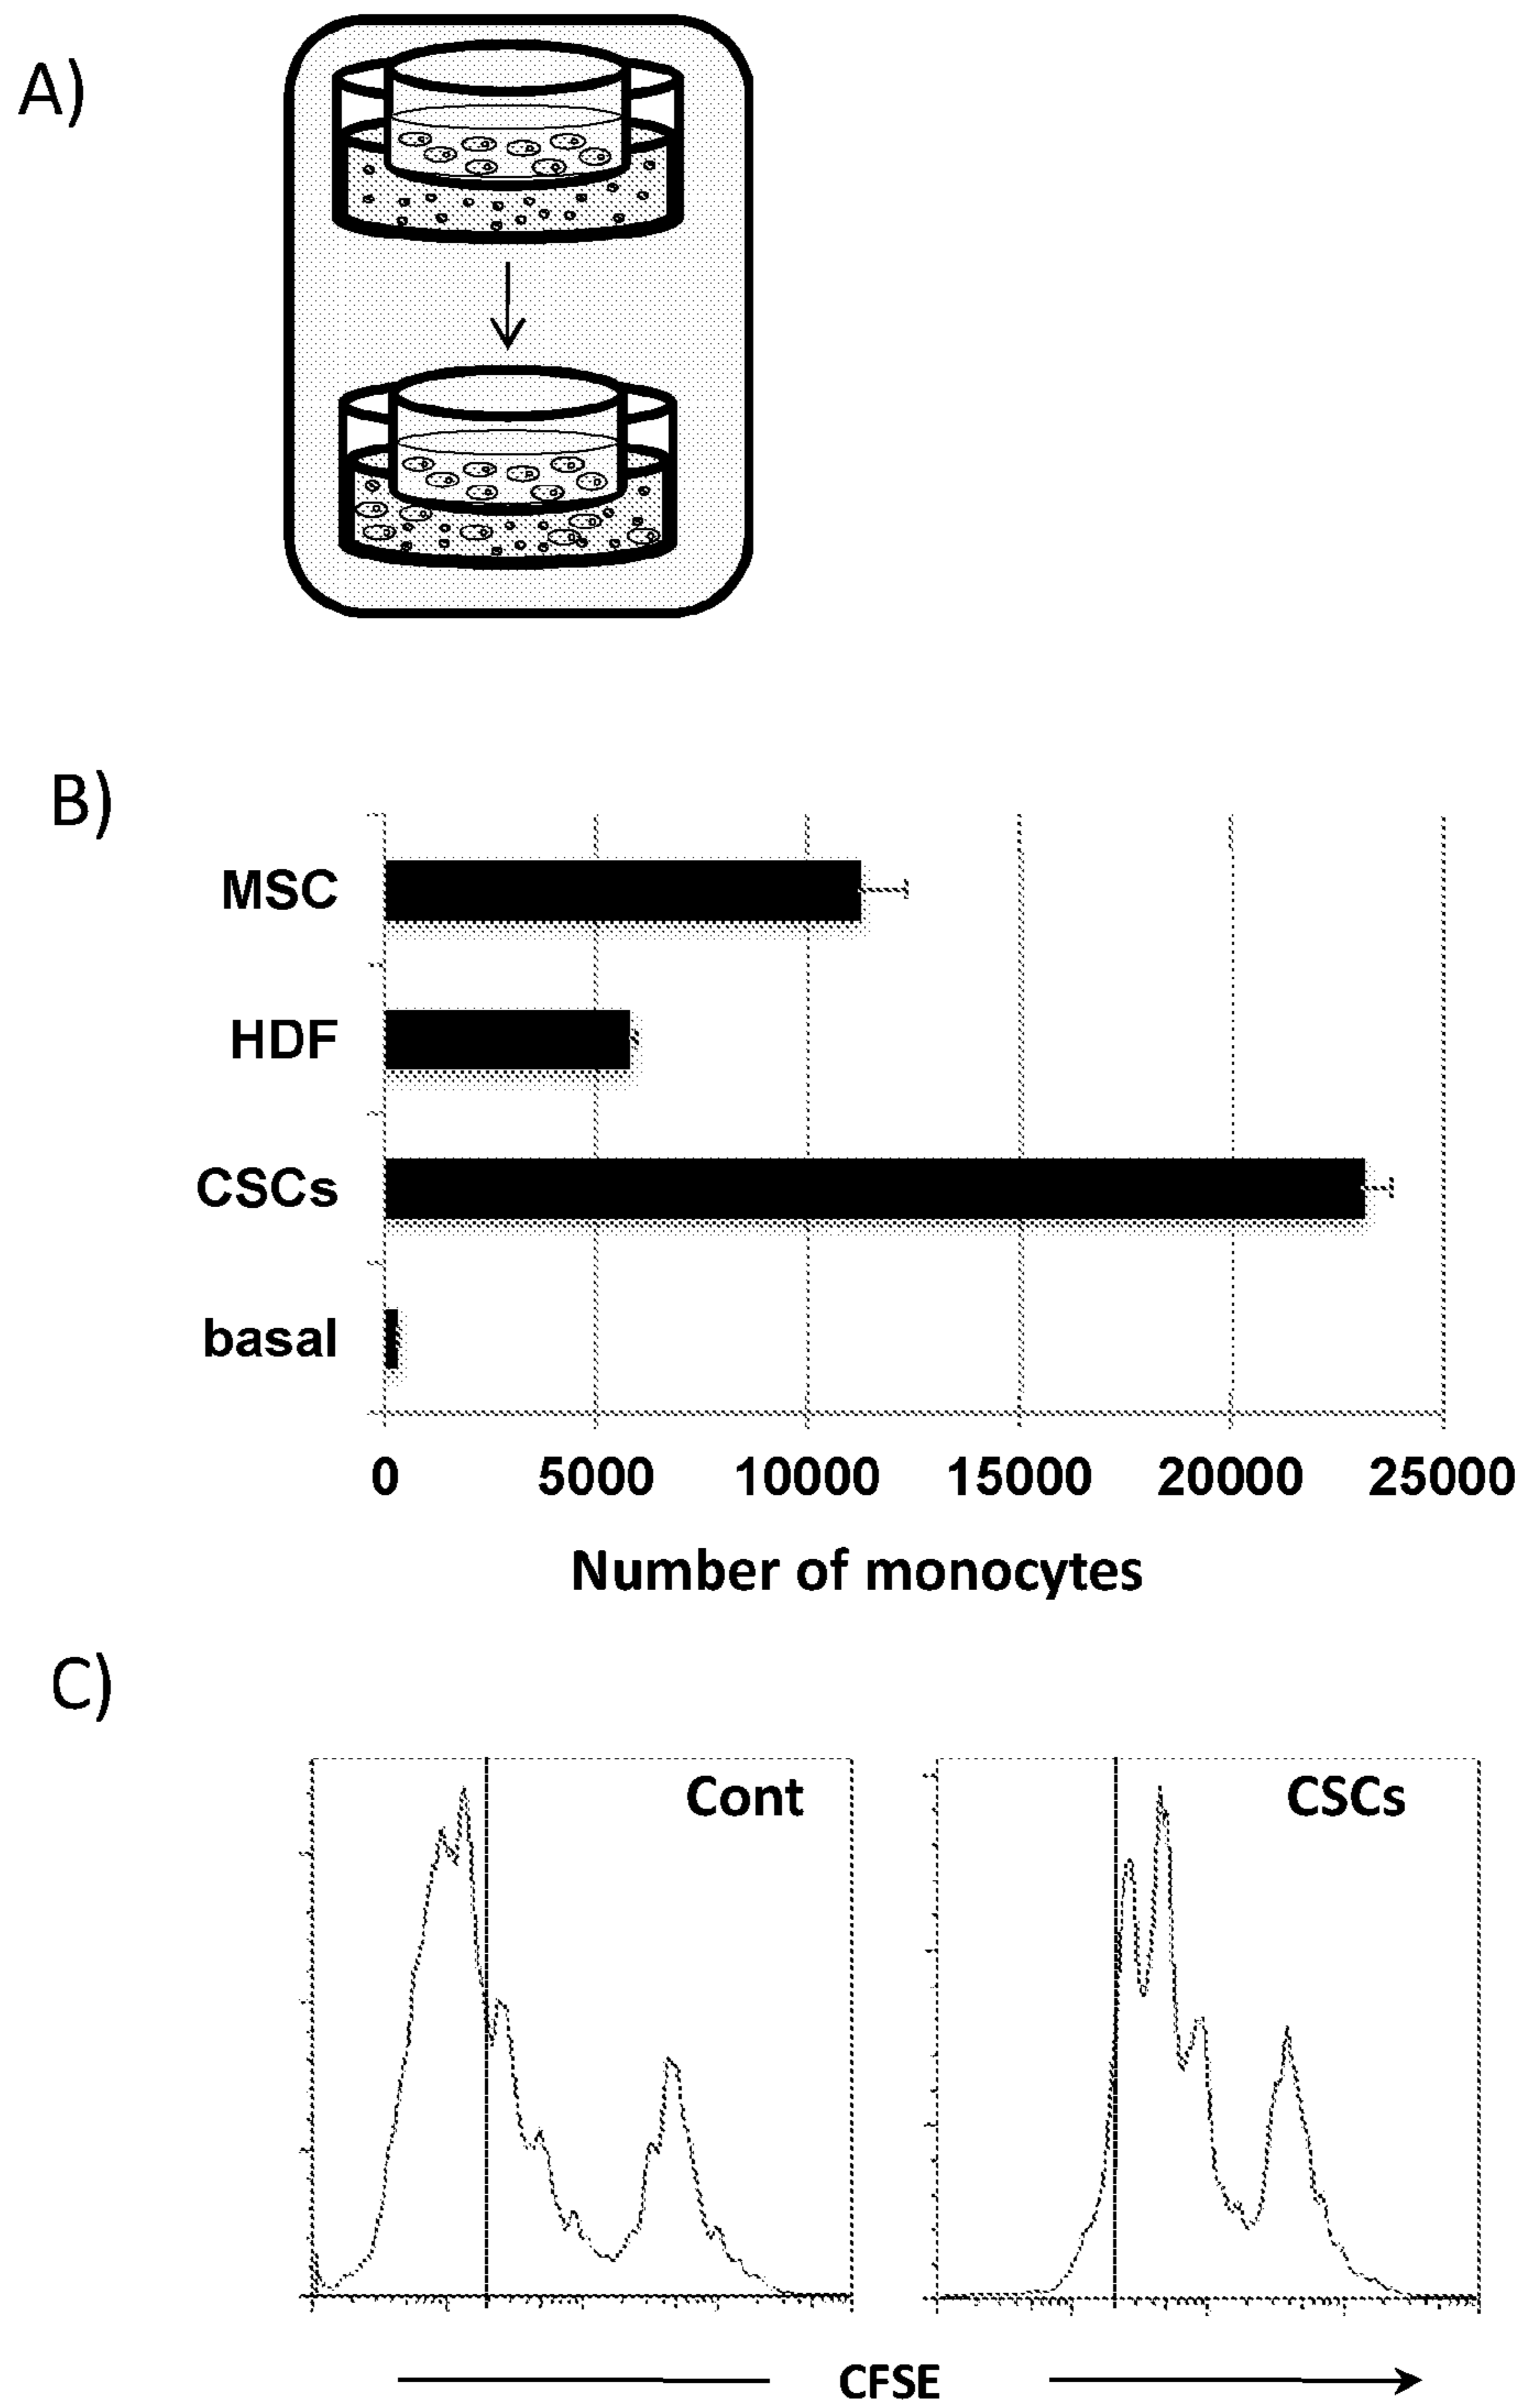 A)
B)
MSC
HDF
CSCs
basal
0 5000 10000 15000 20000 25000
Number of monocytes
C)
Cont CSCs
CFSE